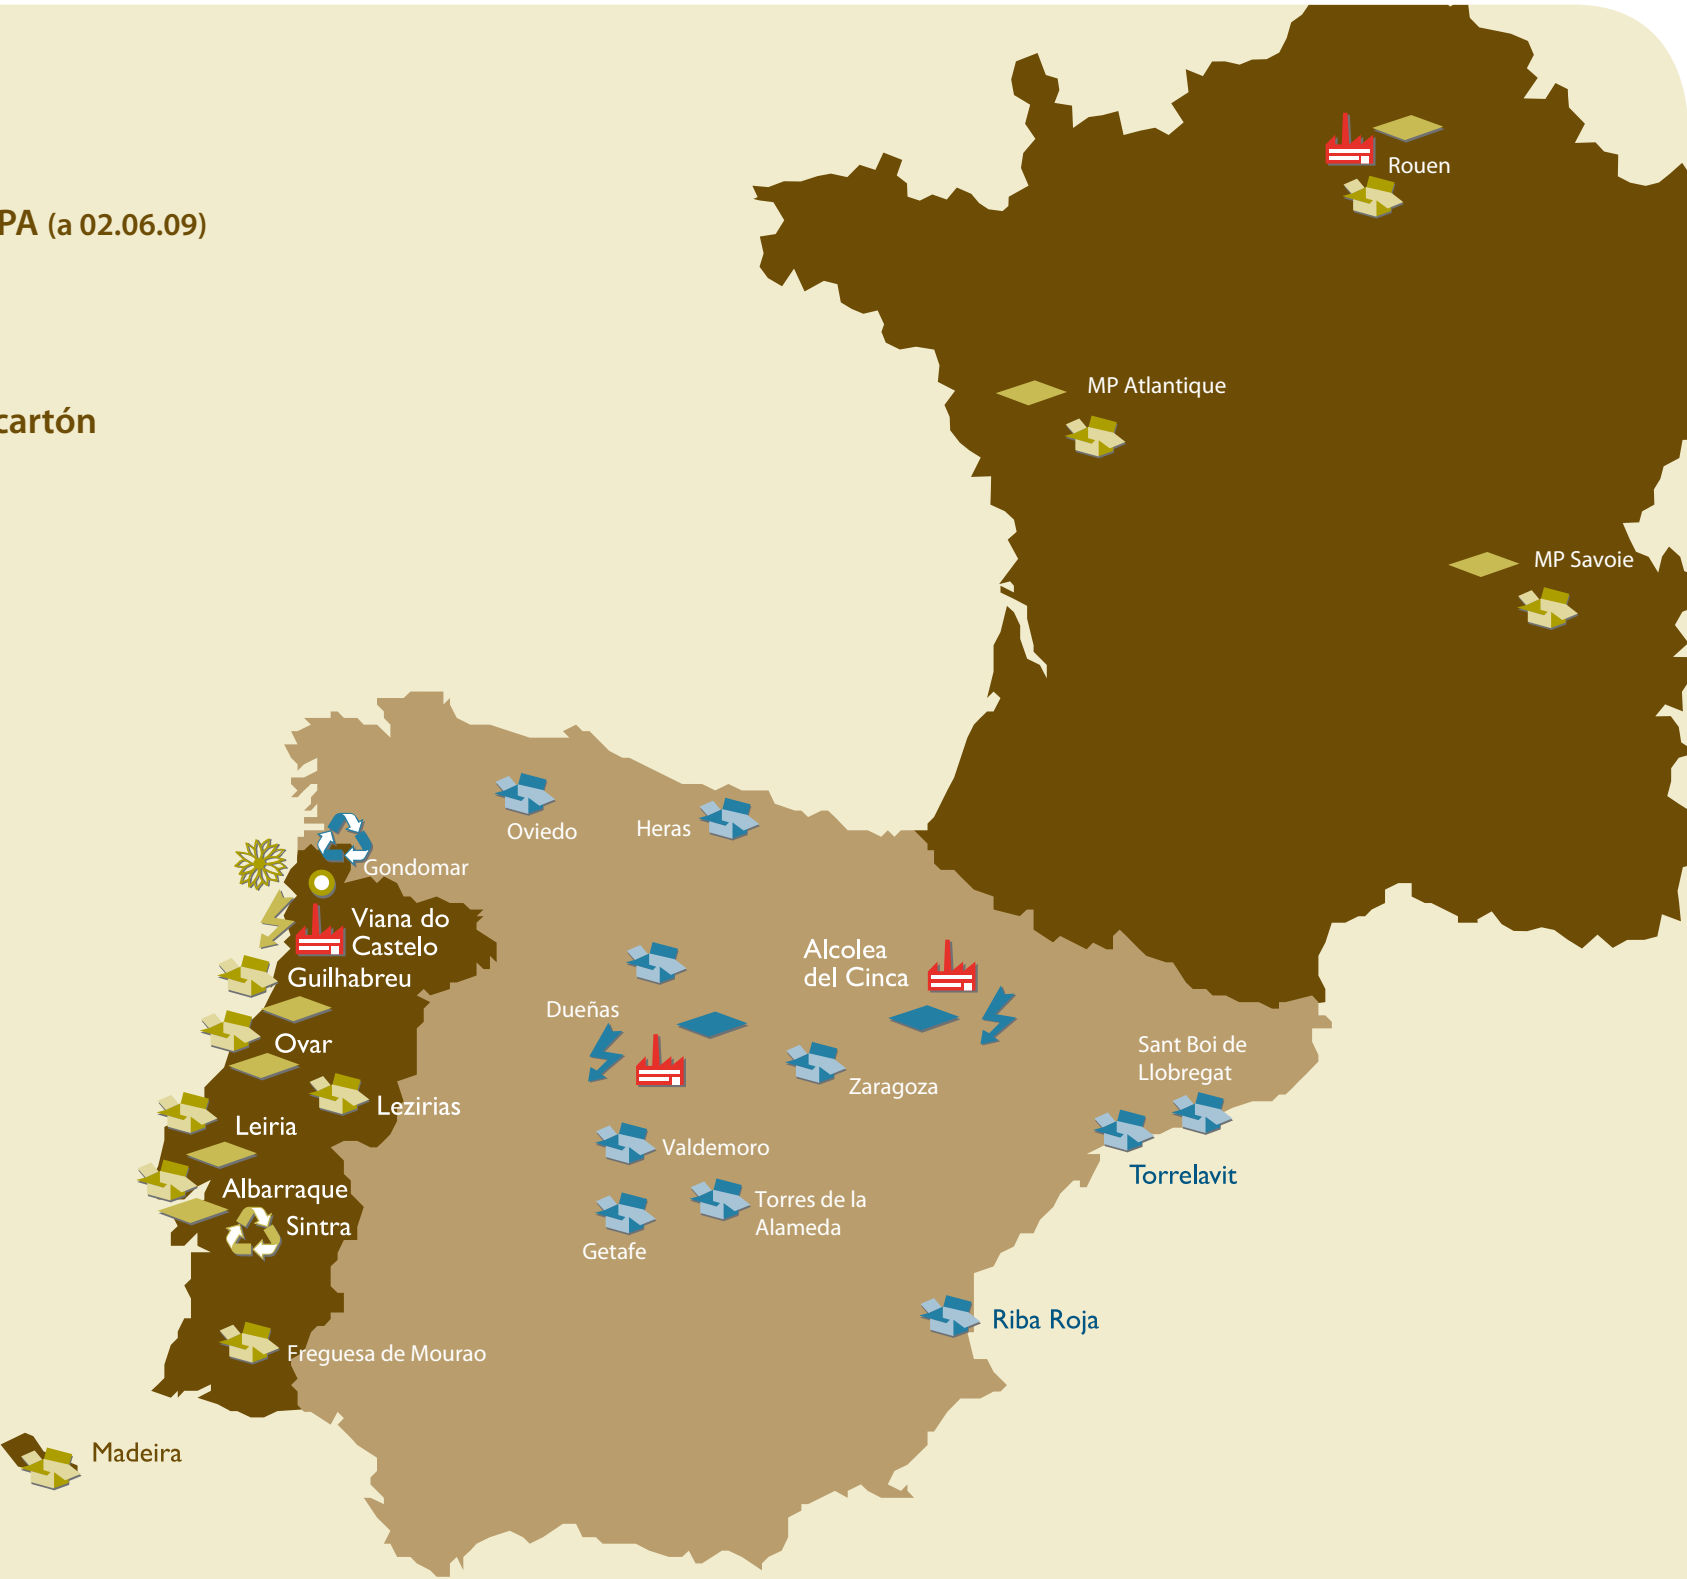 PA (a 02.06.09)
cartón
Rouen
MP Atlantique
MP Savoie
Oviedo
Heras
Gondomar
Viana do
Castelo
Guilhabreu
Ovar
Lezirias
Leiria
Albarraque
Sintra
Freguesa de Mourao
Madeira
Dueñas
Alcolea
del Cinca
Zaragoza
Sant Boi de
Llobregat
Torrelavit
Valdemoro
Torres de la
Alameda
Getafe
Riba Roja